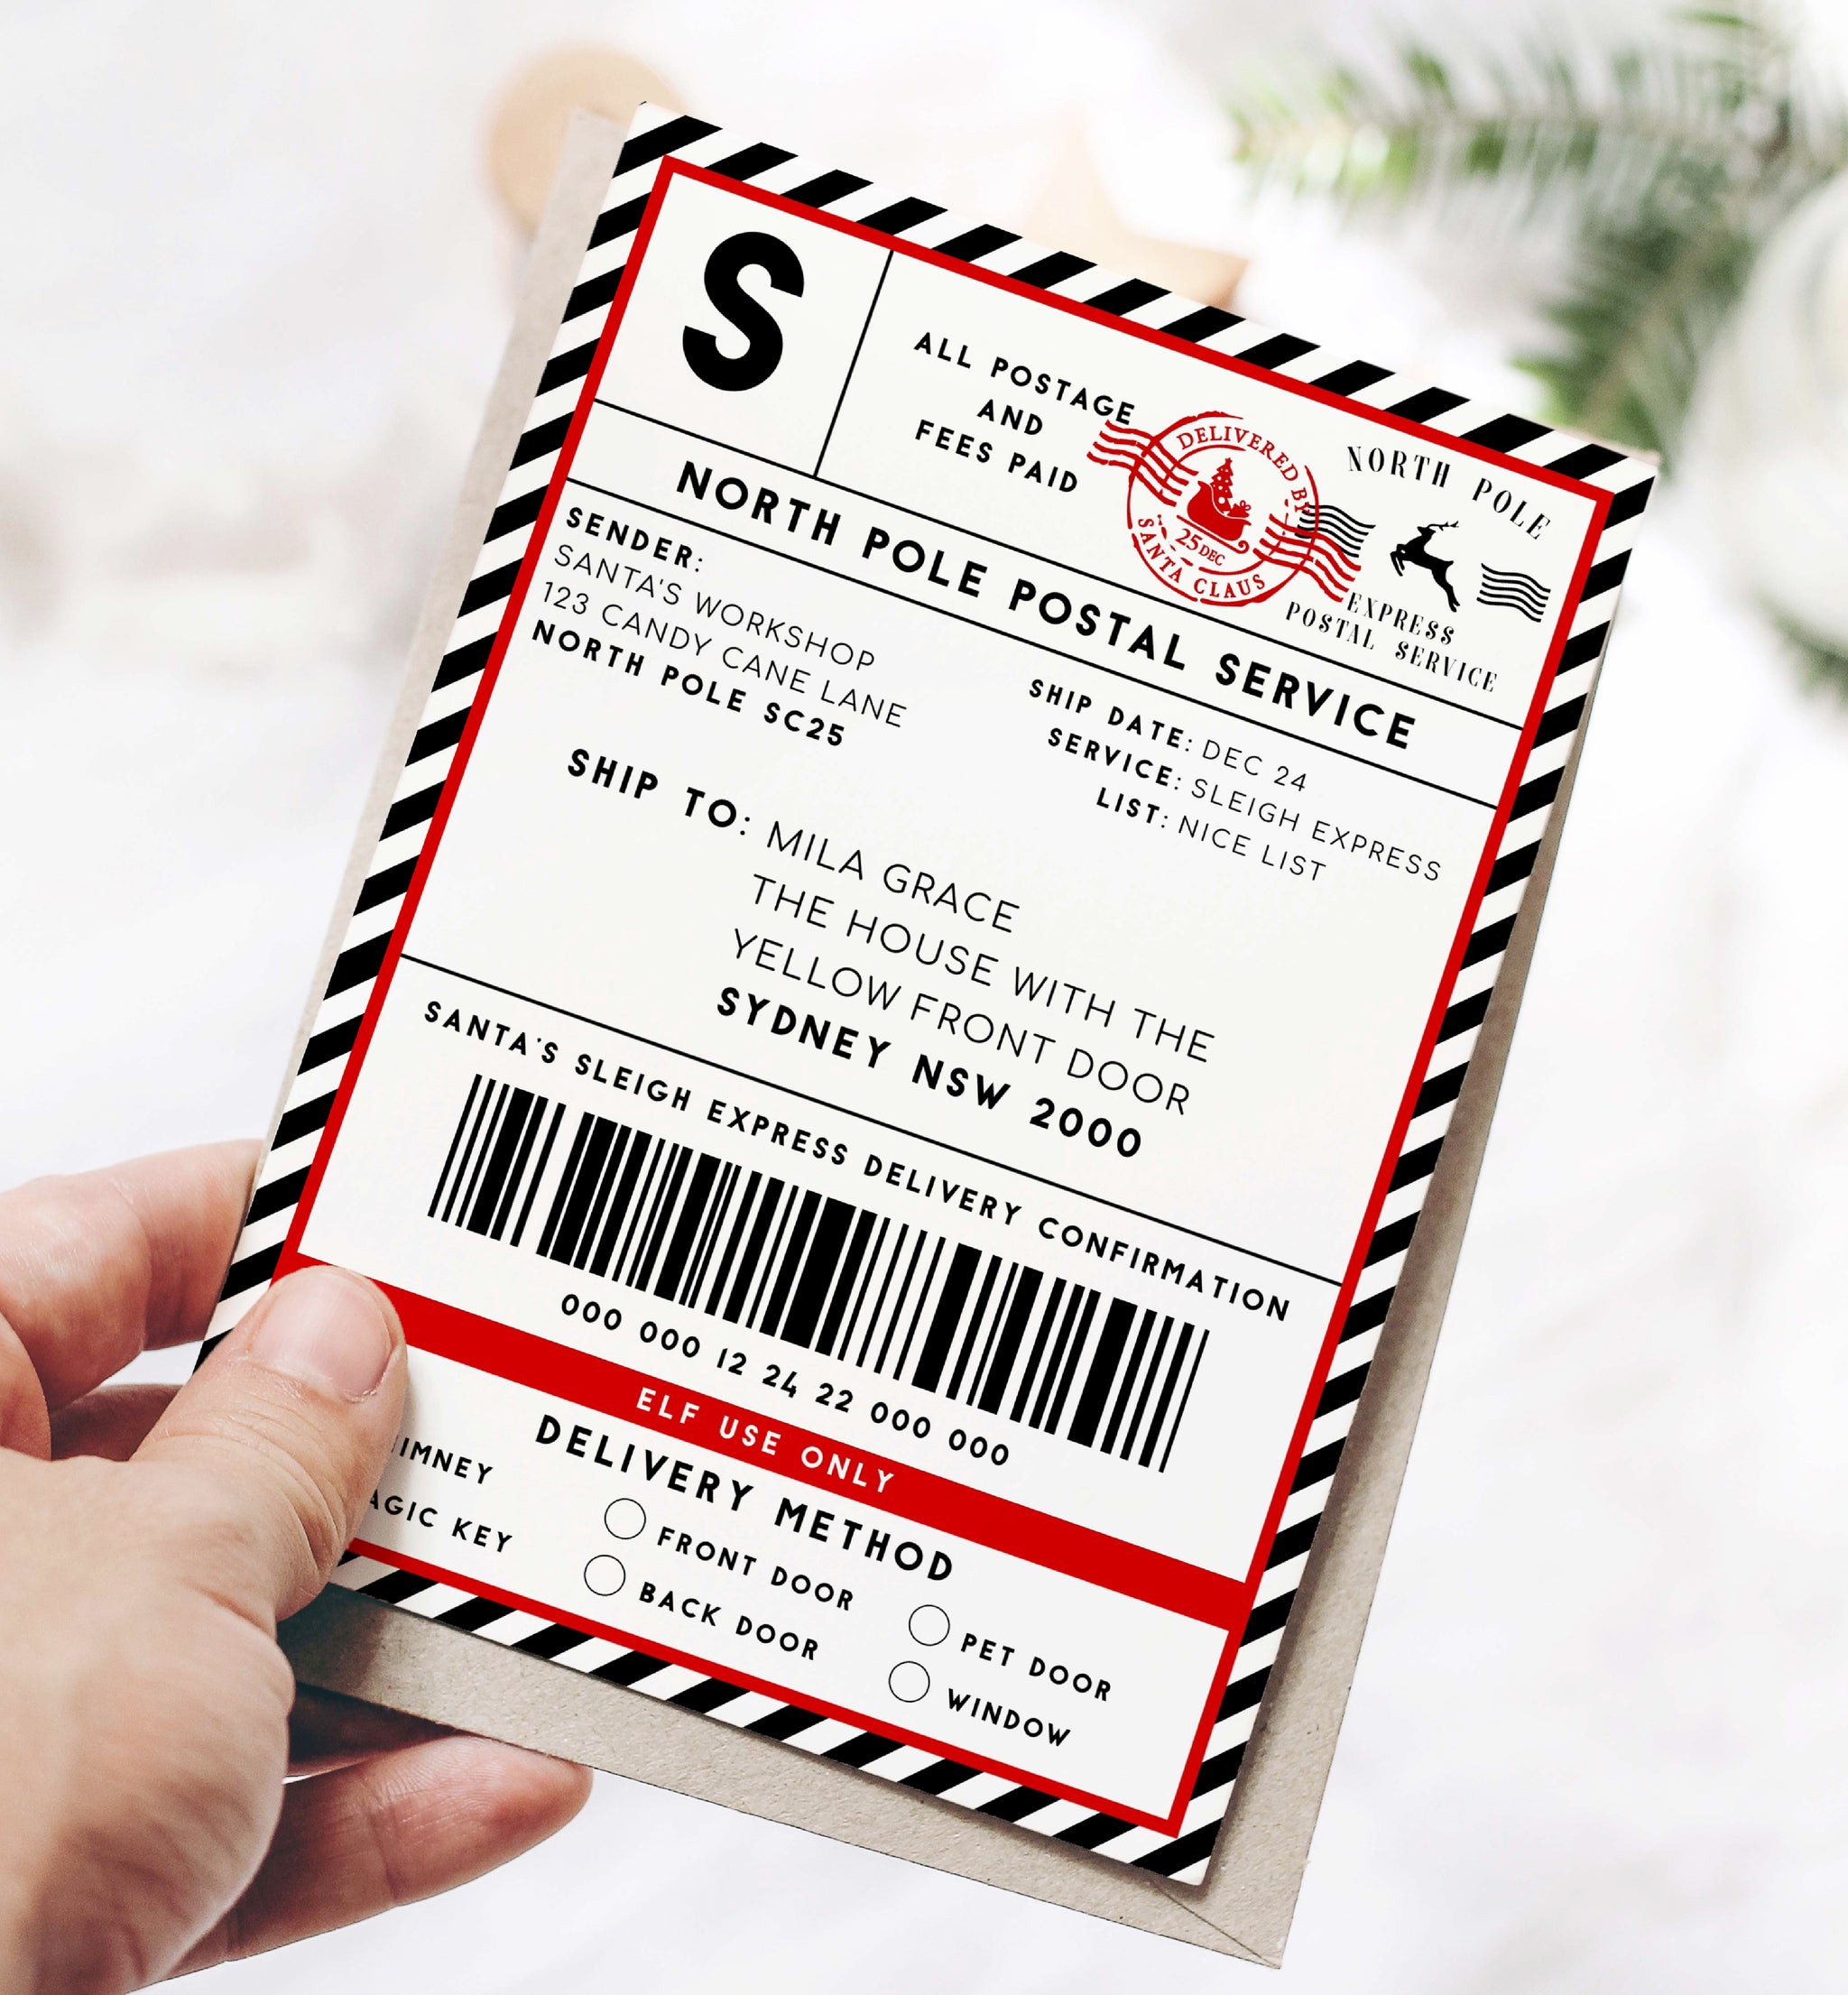 S
ALL POSTAGE
AND
FEES PAID
DELIVERED BY
25 DEC
SANTA CLAUS
NORTH POLE
EXPRESS
POSTAL SERVICE
NORTH POLE POSTAL SERVICE
SENDER:
SANTA'S WORKSHOP
123 CANDY CANE LANE
NORTH POLE SC25
SHIP DATE: DEC 24
SERVICE: SLEIGH EXPRESS
LIST: NICE LIST
SHIP TO: MILA GRACE
THE HOUSE WITH THE
YELLOW FRONT DOOR
SYDNEY NSW 2000
SANTA'S SLEIGH EXPRESS DELIVERY CONFIRMATION
000 000 12 24 22 000 000
ELF USE ONLY
DELIVERY METHOD
IMNEY
AGIC KEY
FRONT DOOR
BACK DOOR
PET DOOR
WINDOW